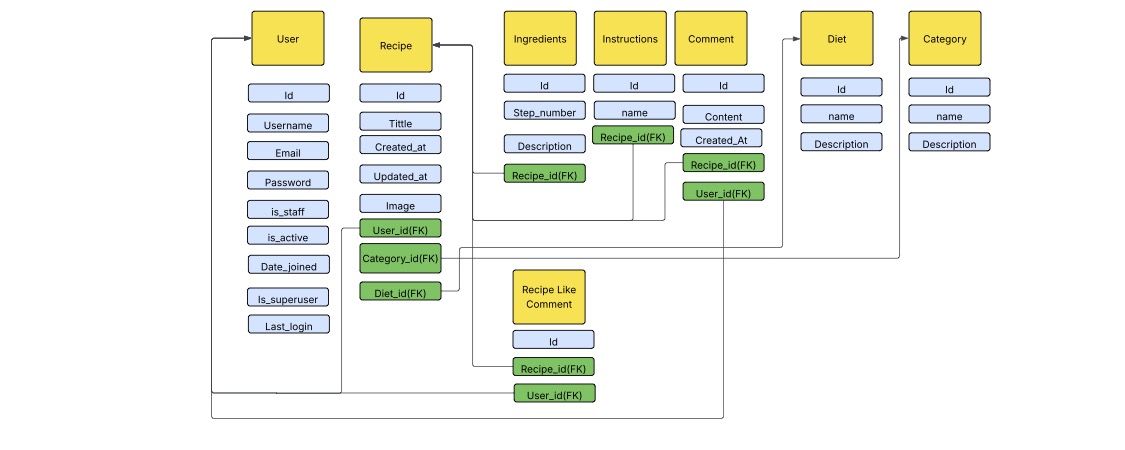 User
Id
Username
Email
Password
is_staff
is_active
Date_joined
Is_superuser
Last_login
Recipe
Id
Tittle
Created_at
Updated_at
Image
User_id(FK)
Category_id(FK)
Diet_id(FK)
Ingredients
Id
Step_number
Description
Recipe_id(FK)
Instructions
Id
name
Recipe_id(FK)
Comment
Id
Content
Created_At
Recipe_id(FK)
User_id(FK)
Diet
Id
name
Description
Category
Id
name
Description
Recipe Like
Comment
Id
Recipe_id(FK)
User_id(FK)